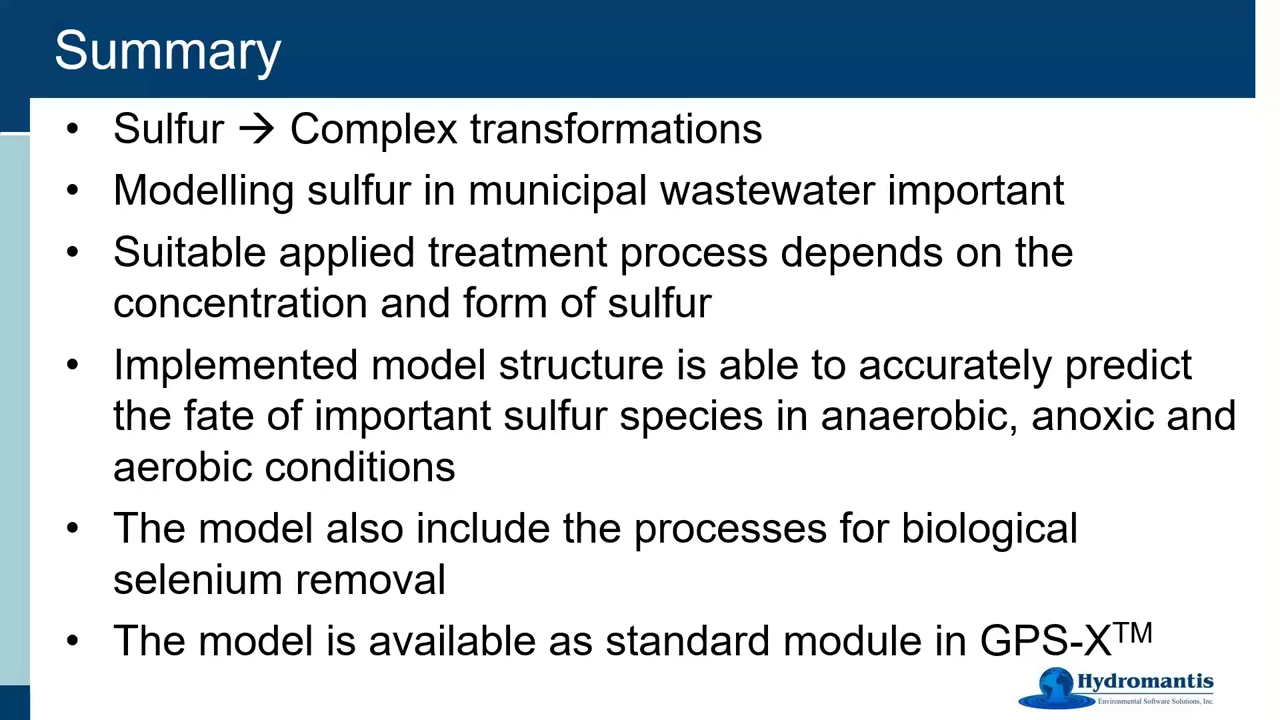 Summary
• Sulfur → Complex transformations
• Modelling sulfur in municipal wastewater important
• Suitable applied treatment process depends on the
concentration and form of sulfur
• Implemented model structure is able to accurately predict
the fate of important sulfur species in anaerobic, anoxic and
aerobic conditions
• The model also include the processes for biological
selenium removal
• The model is available as standard module in GPS-X™
Hydromantis
Environmental Software Solutions, Inc.